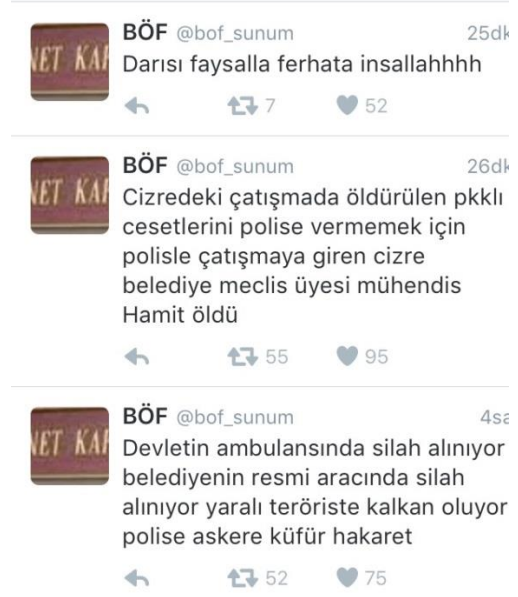 BÖF @bof_sunum 25dk
Darısı faysalla ferhata insallahhhh
7 52
BÖF @bof_sunum 26dk
Cizredeki çatışmada öldürülen pkklı
cesetlerini polise vermemek için
polisle çatışmaya giren cizre
belediye meclis üyesi mühendis
Hamit öldü
55 95
BÖF @bof_sunum 4sa
Devletin ambulansında silah alınıyor
belediyenin resmi aracında silah
alınıyor yaralı teröriste kalkan oluyor
polise askere küfür hakaret
52 75